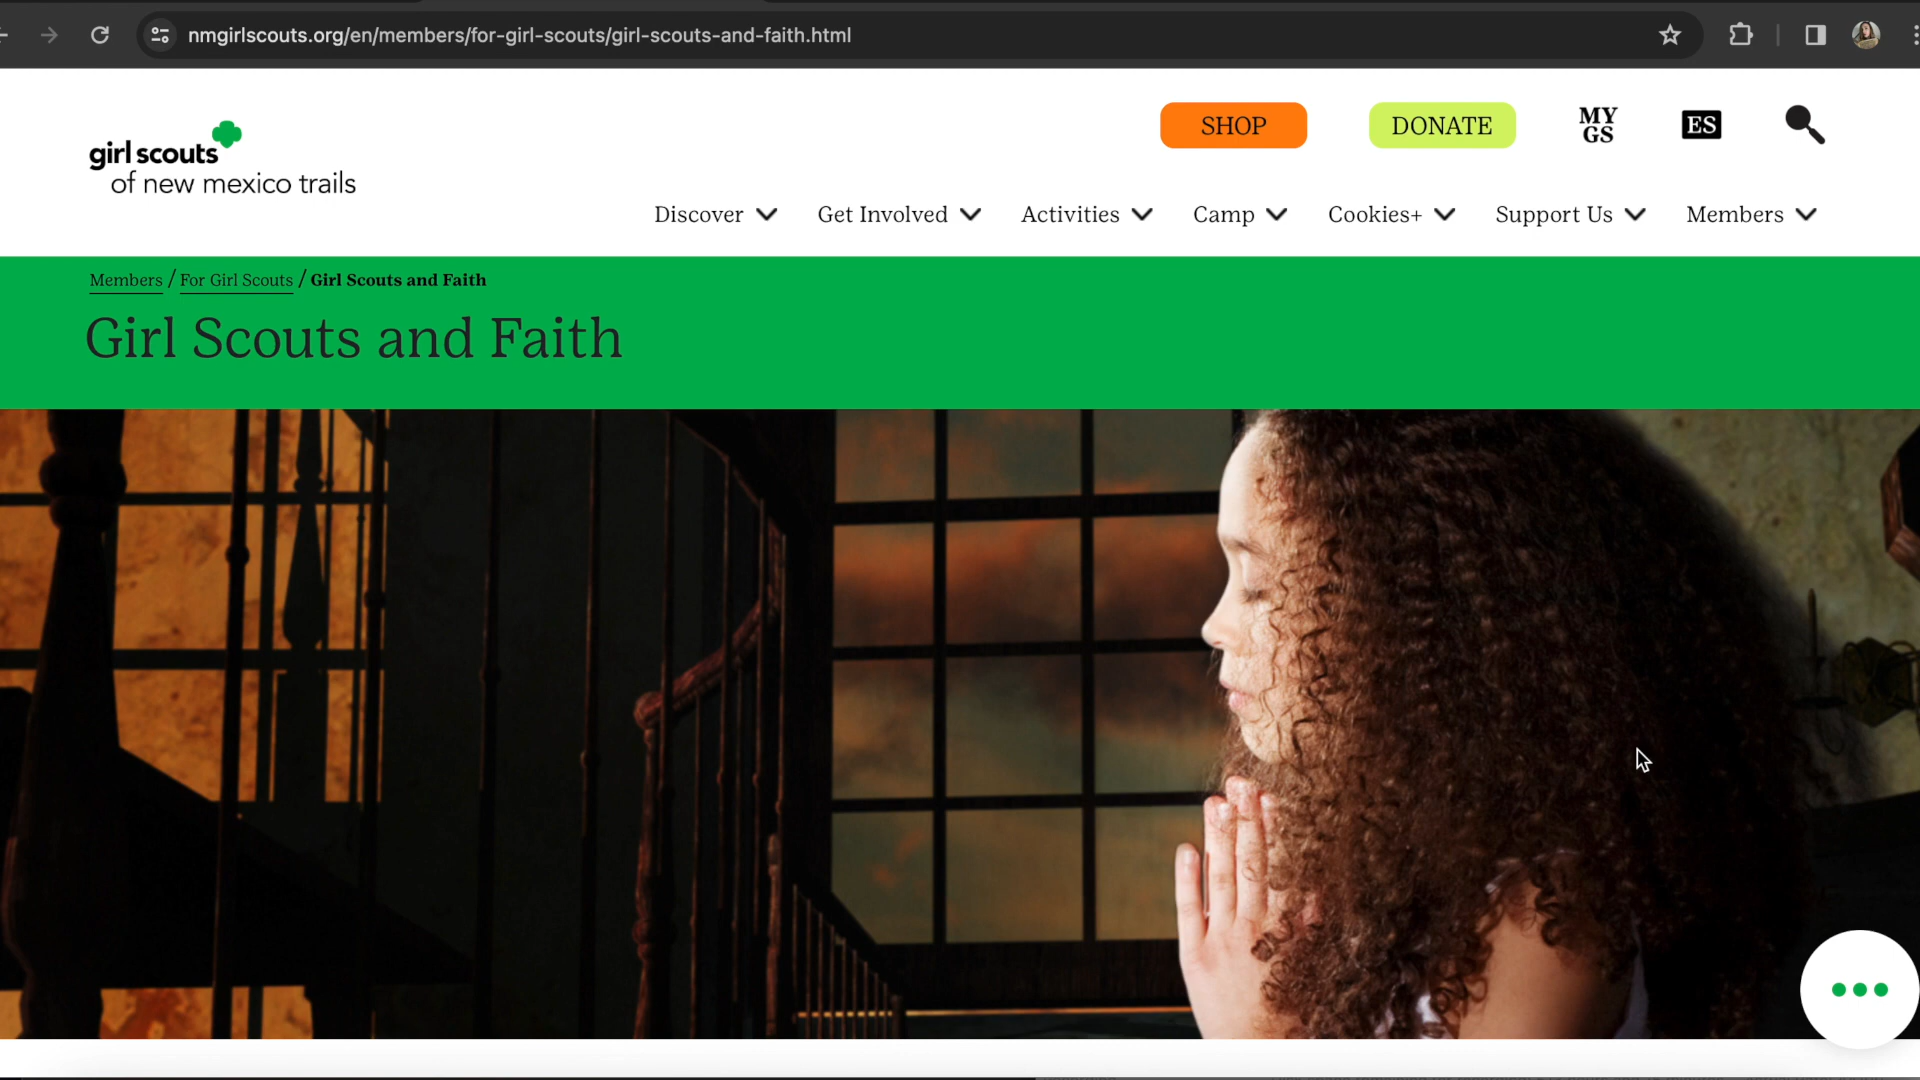 nmgirlscouts.org/en/members/for-girl-scouts/girl-scouts-and-faith.html
SHOP
DONATE
MY
GS
ES
girl scouts
of new mexico trails
Discover
Get Involved
Activities
Camp
Cookies+
Support Us
Members
Members / For Girl Scouts / Girl Scouts and Faith
Girl Scouts and Faith